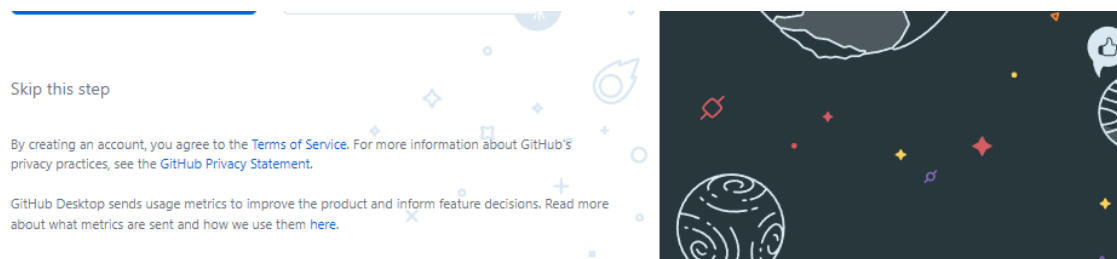 Skip this step
By creating an account, you agree to the Terms of Service. For more information about GitHub's
privacy practices, see the GitHub Privacy Statement.
GitHub Desktop sends usage metrics to improve the product and inform feature decisions. Read more
about what metrics are sent and how we use them here.